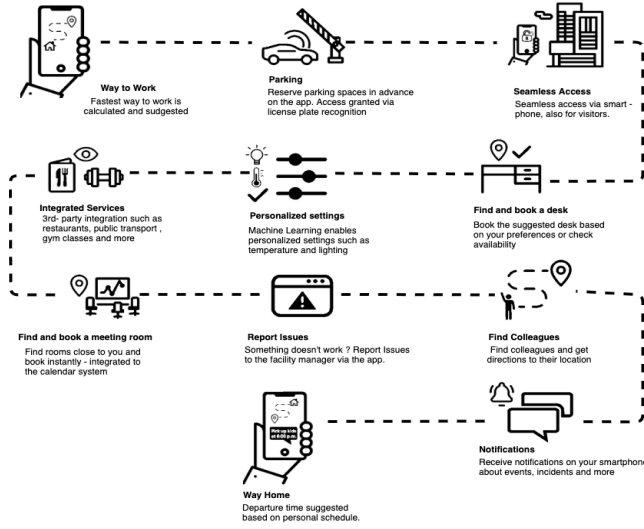 Way to Work
Fastest way to work is
calculated and sudgested
Parking
Reserve parking spaces in advance
on the app. Access granted via
license plate recognition
Seamless Access
Seamless access via smart -
phone, also for visitors.
Integrated Services
3rd- party integration such as
restaurants, public transport ,
gym classes and more
Personalized settings
Machine Learning enables
personalized settings such as
temperature and lighting
Find and book a desk
Book the suggested desk based
on your preferences or check
availability
Find and book a meeting room
Find rooms close to you and
book instantly - integrated to
the calendar system
Report Issues
Something doesn't work ? Report Issues
to the facility manager via the app.
Find Colleagues
Find colleagues and get
directions to their location
Notifications
Receive notifications on your smartphone
about events, incidents and more
Way Home
Departure time suggested
based on personal schedule.